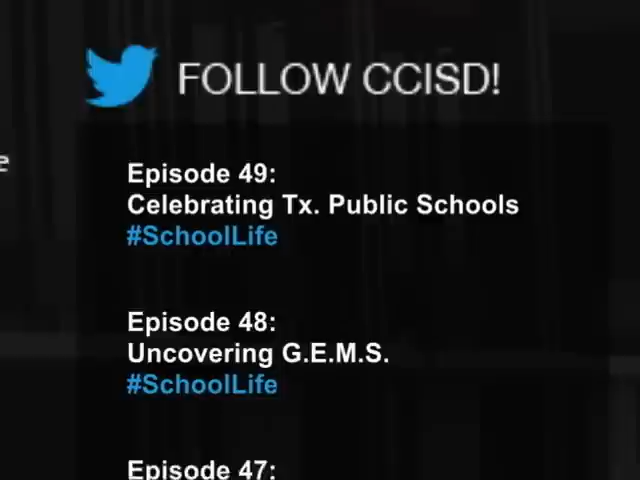 FOLLOW CCISD!
Episode 49:
Celebrating Tx. Public Schools
#SchoolLife
Episode 48:
Uncovering G.E.M.S.
#SchoolLife
Episode 47: